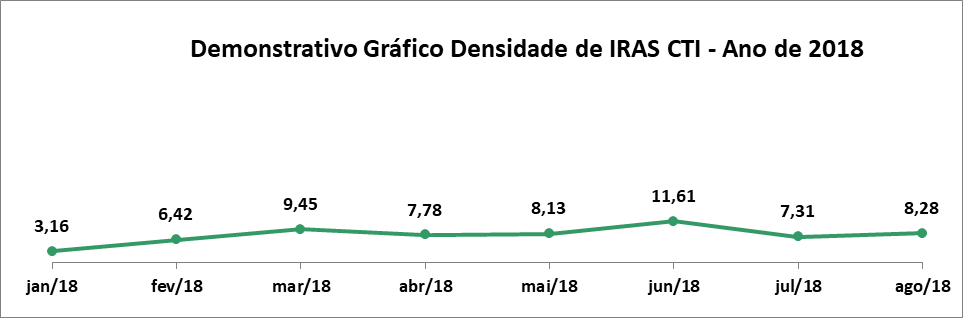 Demonstrativo Gráfico Densidade de IRAS CTI - Ano de 2018
3,16 6,42 9,45 7,78 8,13 11,61 7,31 8,28
jan/18 fev/18 mar/18 abr/18 mai/18 jun/18 jul/18 ago/18